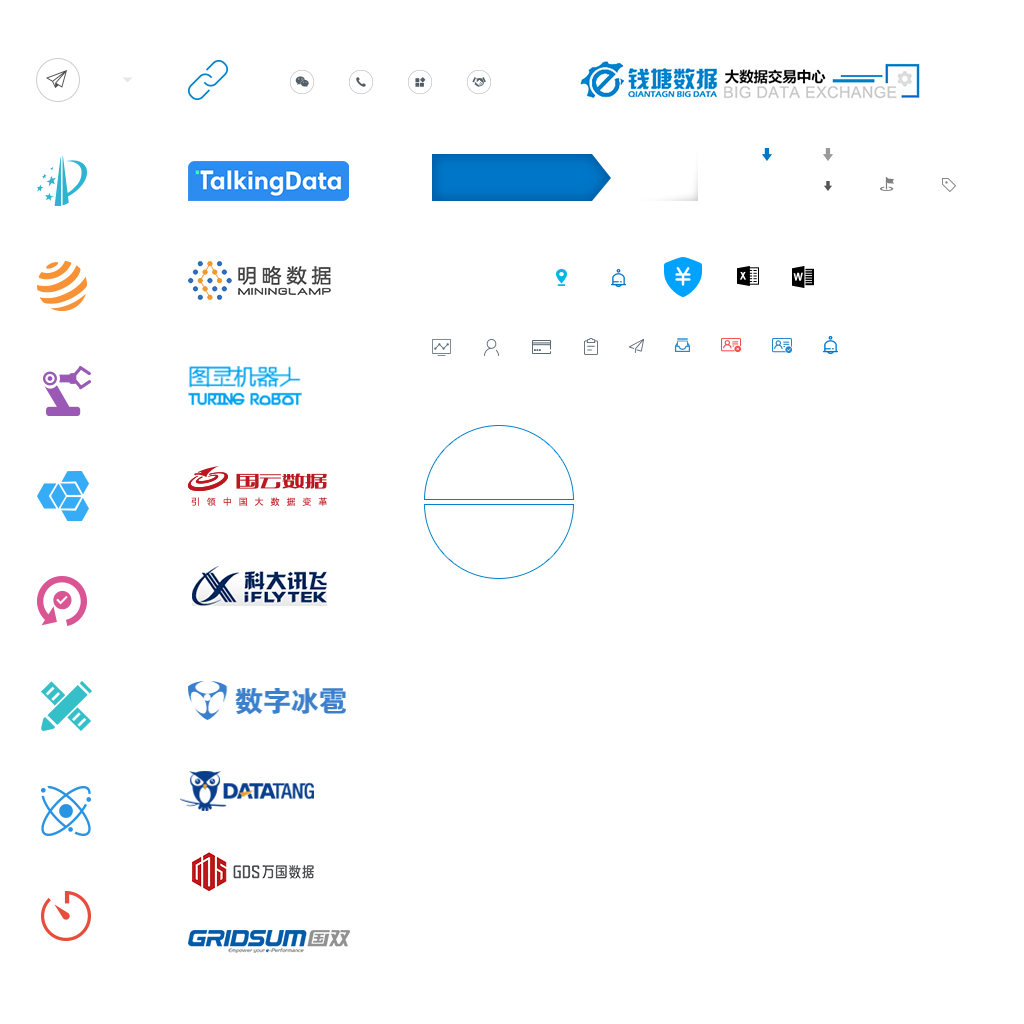 钱塘数据
QIANTAGN BIG DATA
大数据交易中心
BIG DATA EXCHANGE
TalkingData
明略数据
MININGLAMP
¥
X
W
图灵机器人
TURING ROBOT
国云数据
引领中国大数据变革
科大讯飞
iFLYTEK
数字冰雹
DATATANG
GDS万国数据
GRIDSUM国双
Empower your e-Performance